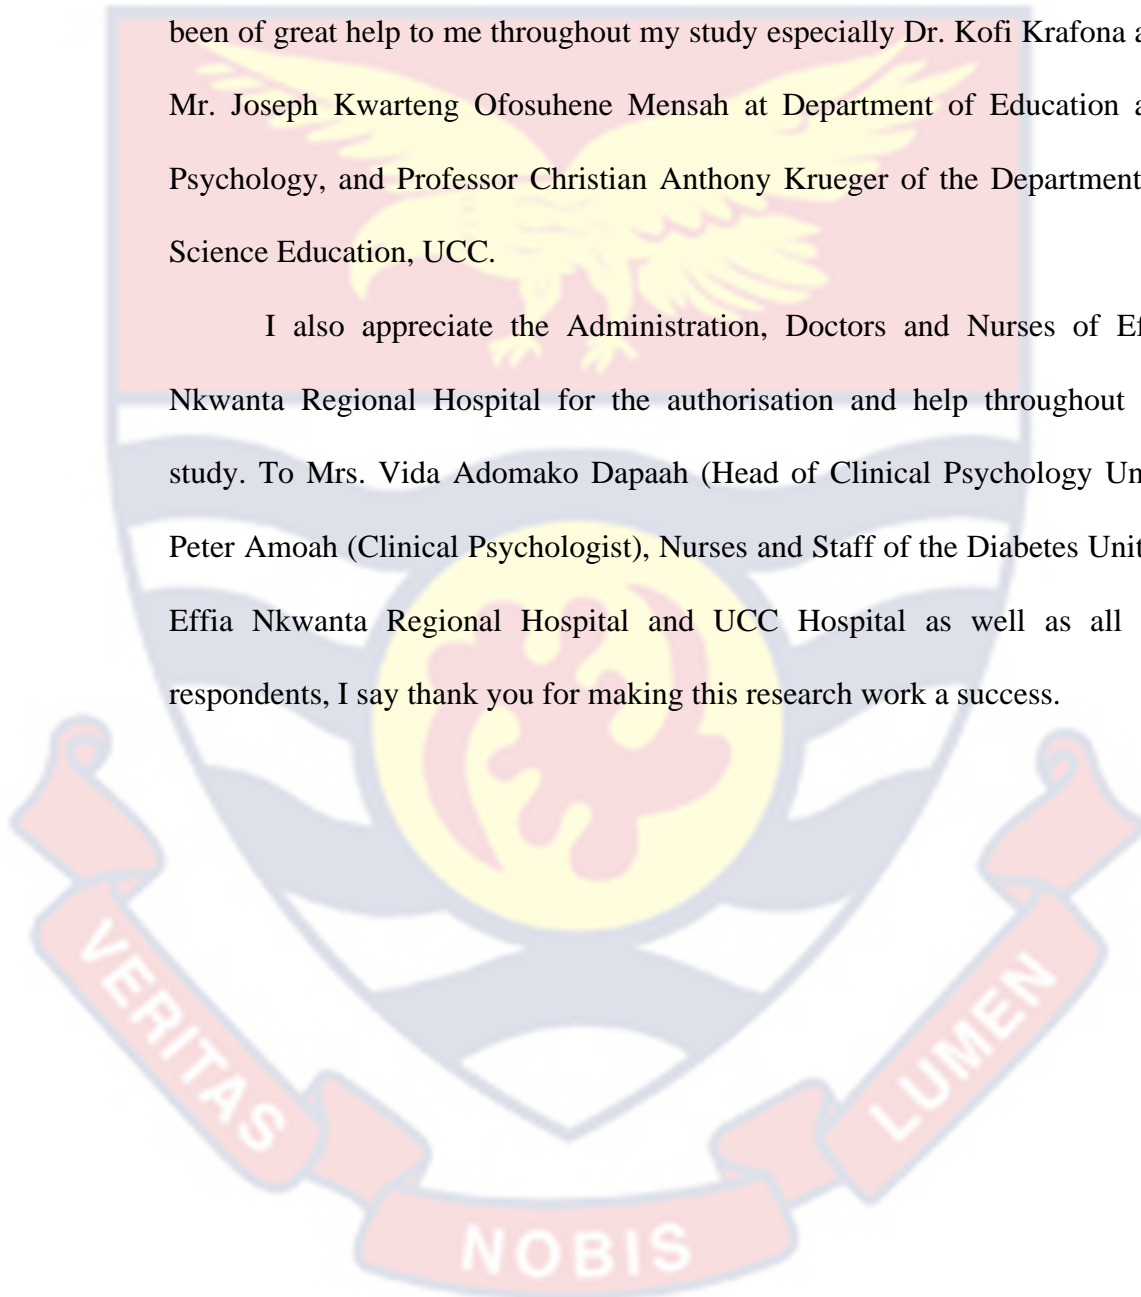 been of great help to me throughout my study especially Dr. Kofi Krafona a
Mr. Joseph Kwarteng Ofosuhene Mensah at Department of Education a
Psychology, and Professor Christian Anthony Krueger of the Department
Science Education, UCC.
I also appreciate the Administration, Doctors and Nurses of Ef
Nkwanta Regional Hospital for the authorisation and help throughout
study. To Mrs. Vida Adomako Dapaah (Head of Clinical Psychology Un
Peter Amoah (Clinical Psychologist), Nurses and Staff of the Diabetes Unit
Effia Nkwanta Regional Hospital and UCC Hospital as well as all
respondents, I say thank you for making this research work a success.
VERITAS
NOBIS
LUMEN